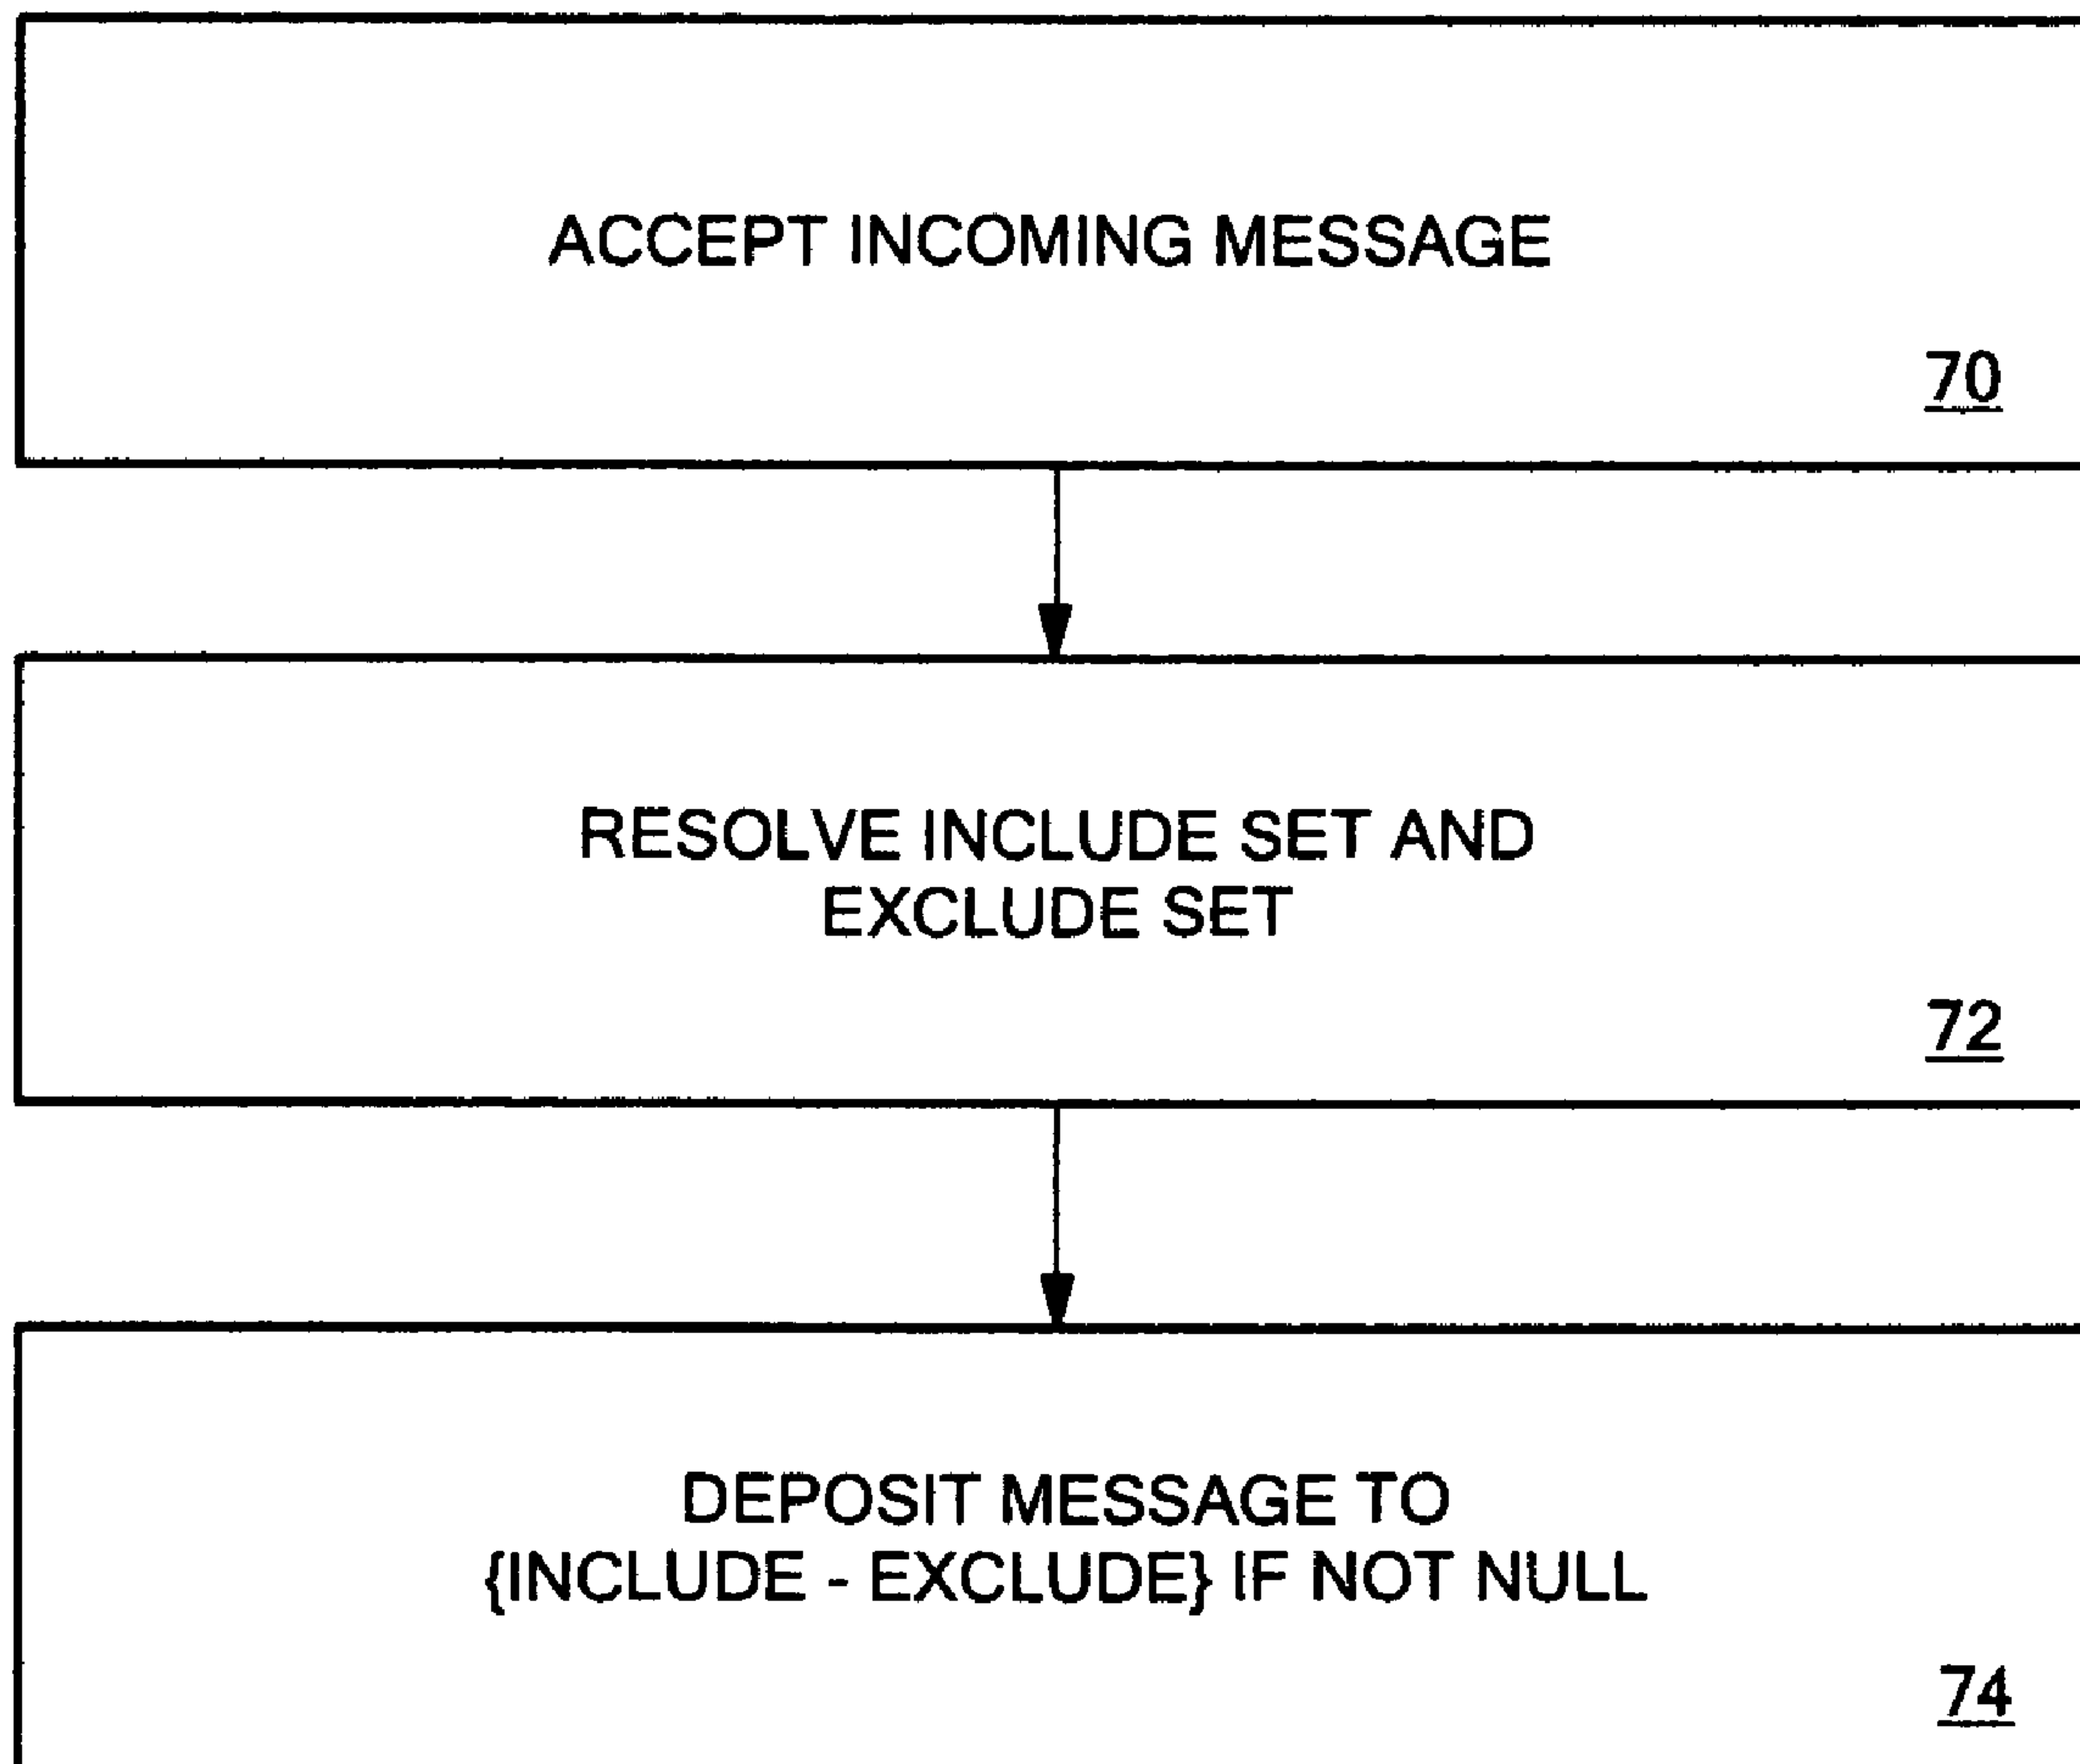 ACCEPT INCOMING MESSAGE
70
RESOLVE INCLUDE SET AND
EXCLUDE SET
72
DEPOSIT MESSAGE TO
{INCLUDE - EXCLUDE} IF NOT NULL
74